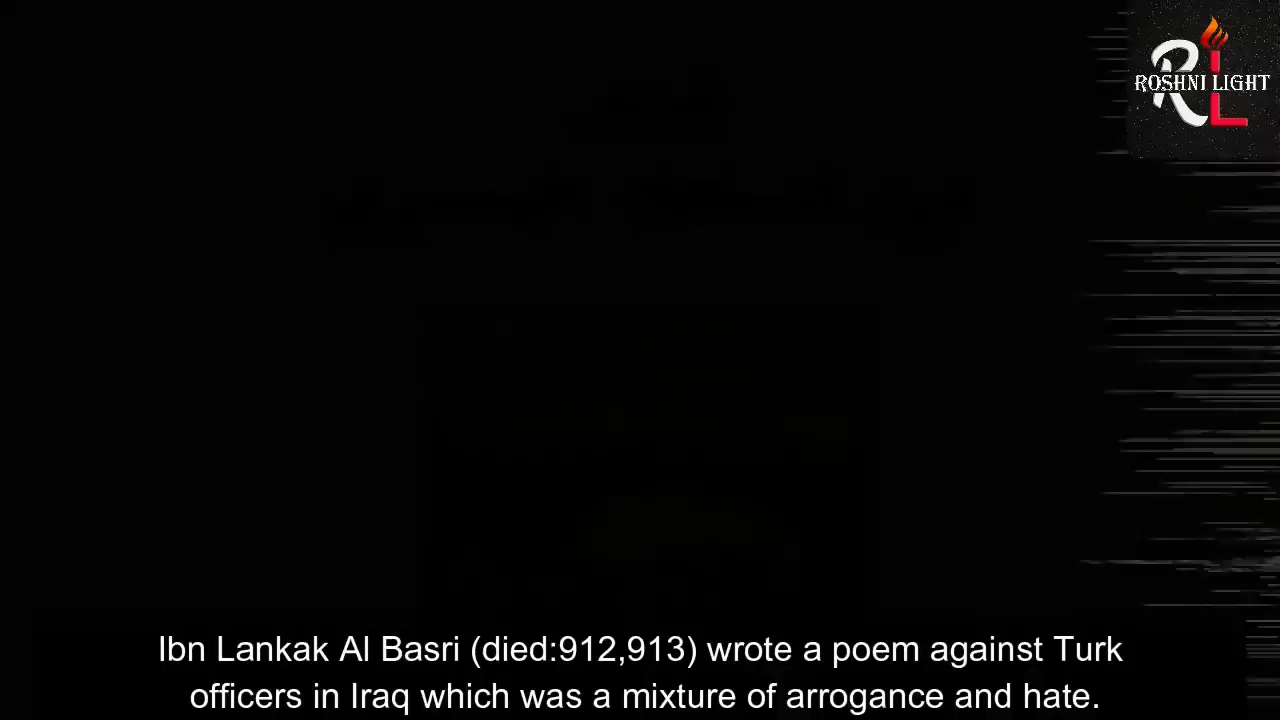 ROSHNI LIGHT
Ibn Lankak Al Basri (died:912,913) wrote a poem against Turk
officers in Iraq which was a mixture of arrogance and hate.